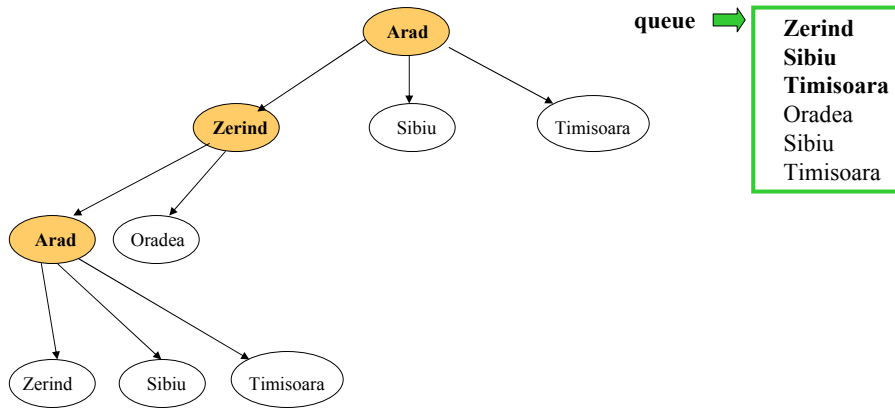 Arad
queue
Zerind
Sibiu
Timisoara
Oradea
Sibiu
Timisoara
Zerind
Sibiu
Timisoara
Arad
Oradea
Zerind
Sibiu
Timisoara